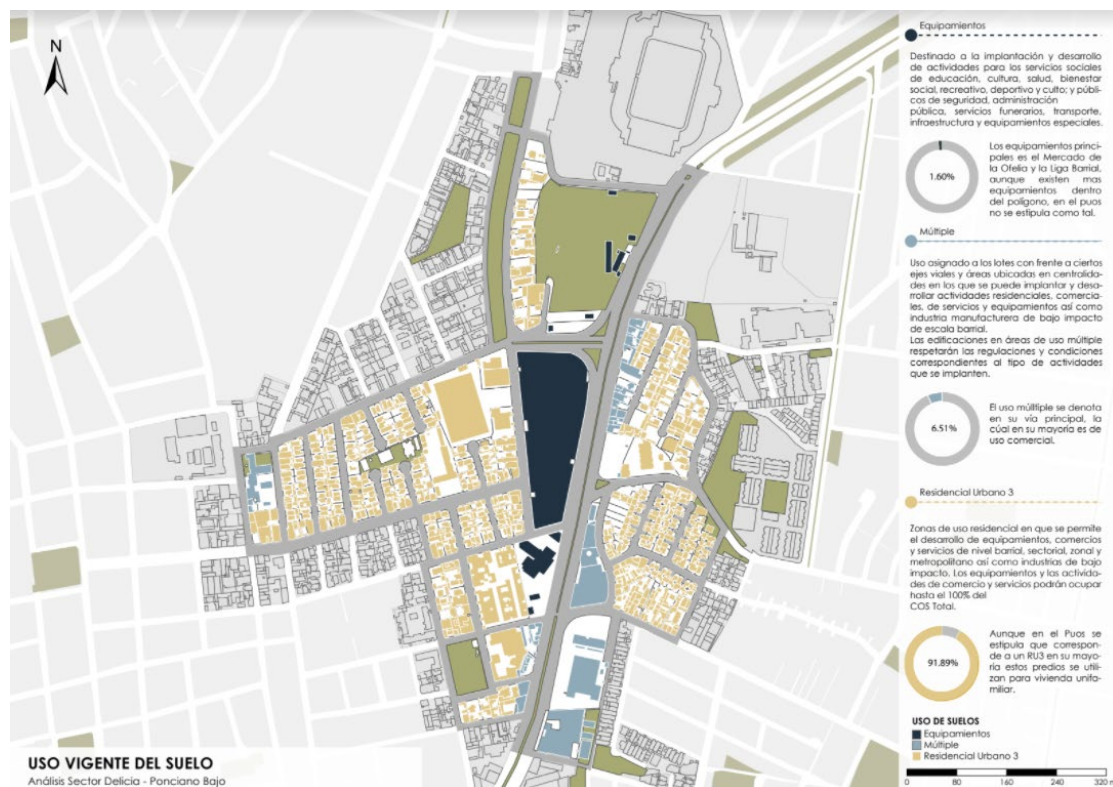 N
Equipamientos
Destinado a la implantación y desarrollo
de actividades para los servicios sociales
de educación, cultura, salud, bienestar
social, recreativo, deportivo y culto; y públi-
cos de seguridad, administración
pública, servicios funerarios, transporte,
infraestructura y equipamientos especiales.
1.60%
Los equipamientos princi-
pales es el Mercado de
la Ofelia y la Liga Barrial,
aunque existen mas
equipamientos dentro
del polígono, en el puos
no se estipula como tal.
Múltiple
Uso asignado a los lotes con frente a ciertos
ejes viales y áreas ubicadas en centralida-
des en los que se puede implantar y desa-
rrollar actividades residenciales, comercia-
les, de servicios y equipamientos así como
industria manufacturera de bajo impacto
de escala barrial.
Las edificaciones en áreas de uso múltiple
respetarán las regulaciones y condiciones
correspondientes al tipo de actividades
que se implanten.
6.51%
El uso múltiple se denota
en su vía principal, la
cúal en su mayoría es de
uso comercial.
Residencial Urbano 3
Zonas de uso residencial en que se permite
el desarrollo de equipamientos, comercios
y servicios de nivel barrial, sectorial, zonal y
metropolitano así como industrias de bajo
impacto. Los equipamientos y las activida-
des de comercio y servicios podrán ocupar
hasta el 100% del
COS Total.
91.89%
Aunque en el Puos se
estipula que correspon-
de a un RU3 en su mayo-
ría estos predios se utili-
zan para vivienda unifa-
miliar.
USO DE SUELOS
Equipamientos
Múltiple
Residencial Urbano 3
0 80 160 240 320 m
USO VIGENTE DEL SUELO
Análisis Sector Delicia - Ponciano Bajo